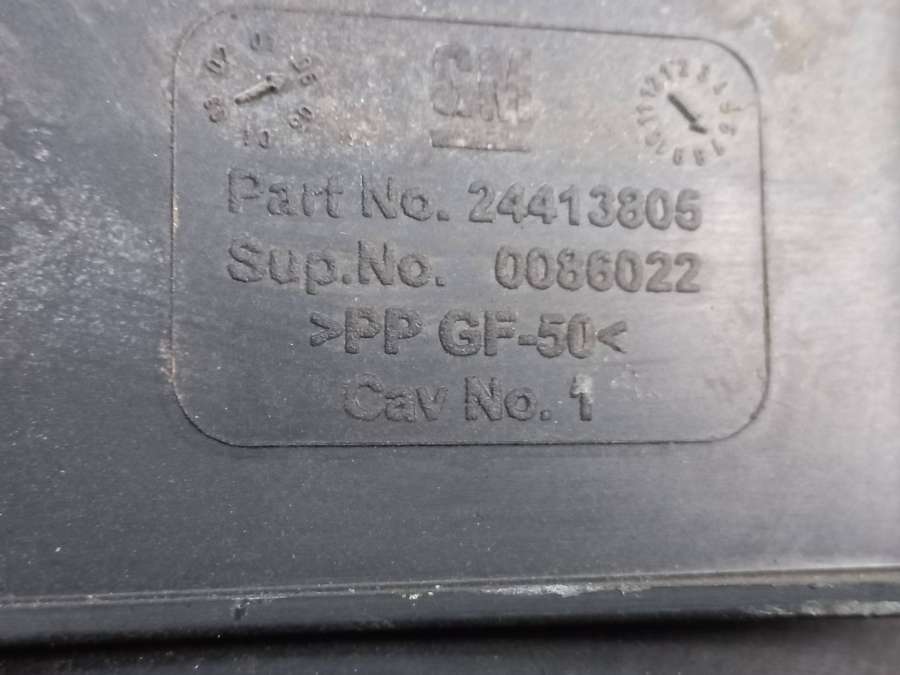 GM
Part No. 24413805
Sup.No. 0086022
>PP GF-50<
Cav No. 1